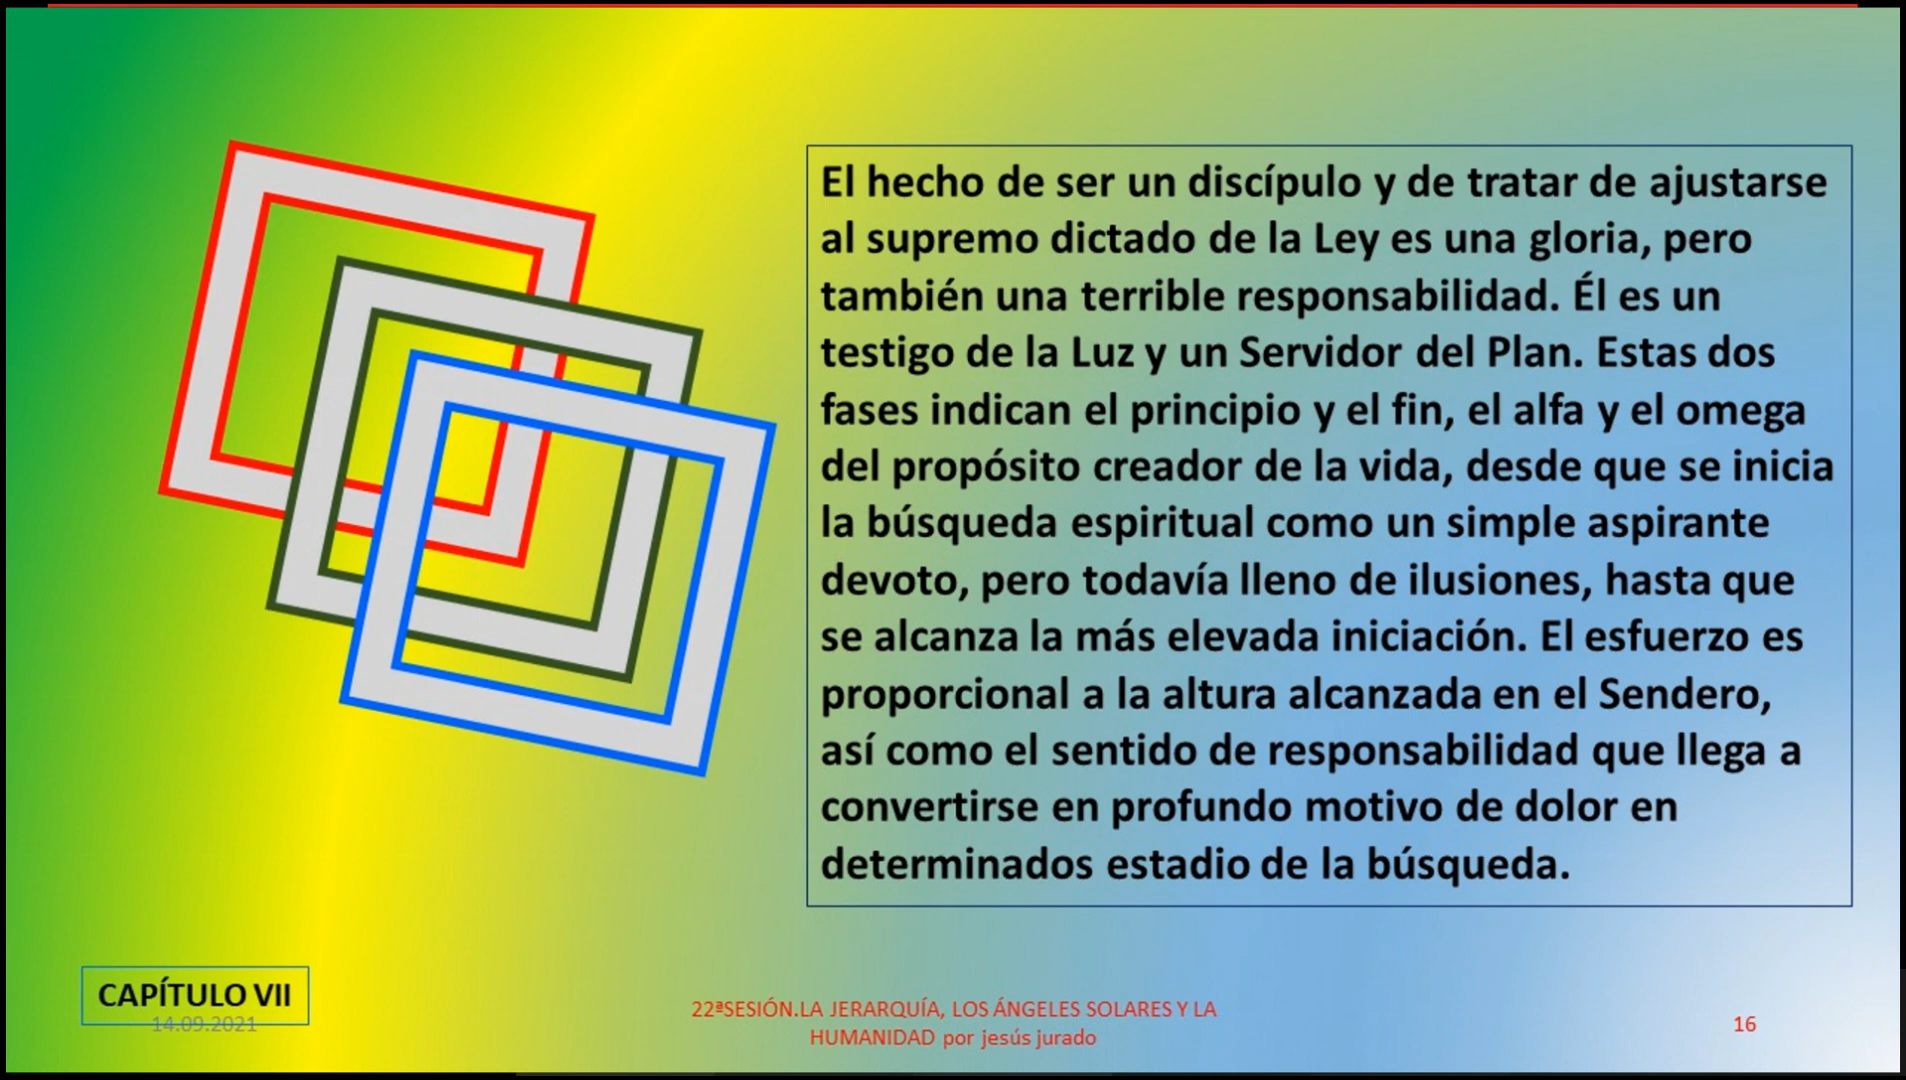 El hecho de ser un discípulo y de tratar de ajustarse
al supremo dictado de la Ley es una gloria, pero
también una terrible responsabilidad. Él es un
testigo de la Luz y un Servidor del Plan. Estas dos
fases indican el principio y el fin, el alfa y el omega
del propósito creador de la vida, desde que se inicia
la búsqueda espiritual como un simple aspirante
devoto, pero todavía lleno de ilusiones, hasta que
se alcanza la más elevada iniciación. El esfuerzo es
proporcional a la altura alcanzada en el Sendero,
así como el sentido de responsabilidad que llega a
convertirse en profundo motivo de dolor en
determinados estadio de la búsqueda.
CAPÍTULO VII
14.09.2021
22ªSESIÓN.LA JERARQUÍA, LOS ÁNGELES SOLARES Y LA
HUMANIDAD por jesús jurado
16